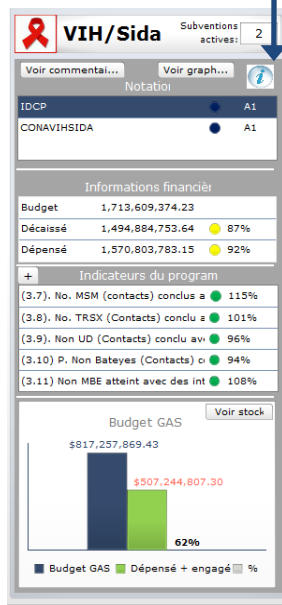 VIH/Sida
Subventions
actives: 2
Voir commentai... Voir graph...
Notation
IDCP A1
CONAVIHSIDA A1
Informations financièr
Budget 1,713,609,374.23
Décaissé 1,494,884,753.64 87%
Dépensé 1,570,803,783.15 92%
+ Indicateurs du program
(3.7). No. MSM (contacts) conclus a 115%
(3.8). No. TRSX (Contacts) conclu a 101%
(3.9). Non UD (Contacts) conclu ave 96%
(3.10) P. Non Bateyes (Contacts) co 94%
(3.11) Non MBE atteint avec des int 108%
Voir stock
Budget GAS
$817,257,869.43
$507,244,807.30
62%
Budget GAS Dépensé + engagé %